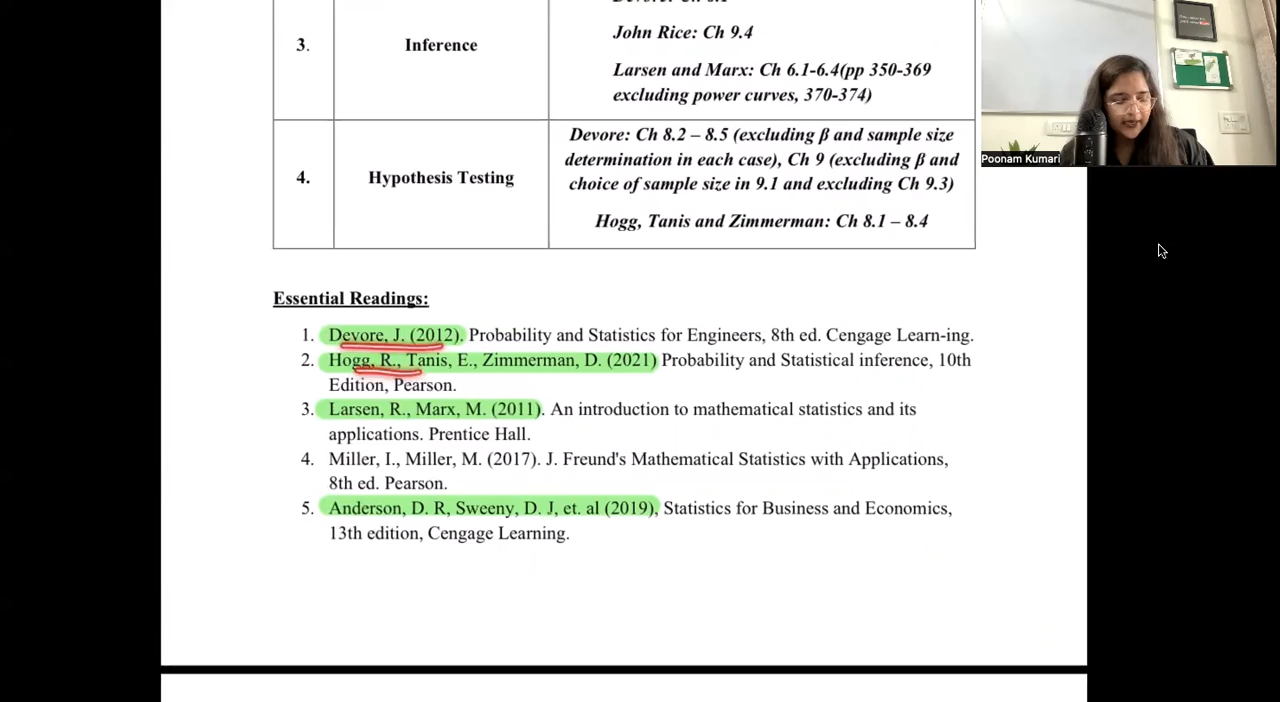 Devore: Ch 8.1
John Rice: Ch 9.4
3.
Inference
Larsen and Marx: Ch 6.1-6.4(pp 350-369
excluding power curves, 370-374)
Poonam Kumari
Devore: Ch 8.2 – 8.5 (excluding β and sample size
determination in each case), Ch 9 (excluding β and
4.
Hypothesis Testing
choice of sample size in 9.1 and excluding Ch 9.3)
Hogg, Tanis and Zimmerman: Ch 8.1 – 8.4
Essential Readings:
1. Devore, J. (2012). Probability and Statistics for Engineers, 8th ed. Cengage Learn-ing.
2. Hogg, R., Tanis, E., Zimmerman, D. (2021) Probability and Statistical inference, 10th
Edition, Pearson.
3. Larsen, R., Marx, M. (2011). An introduction to mathematical statistics and its
applications. Prentice Hall.
4. Miller, I., Miller, M. (2017). J. Freund's Mathematical Statistics with Applications,
8th ed. Pearson.
5. Anderson, D. R, Sweeny, D. J, et. al (2019), Statistics for Business and Economics,
13th edition, Cengage Learning.